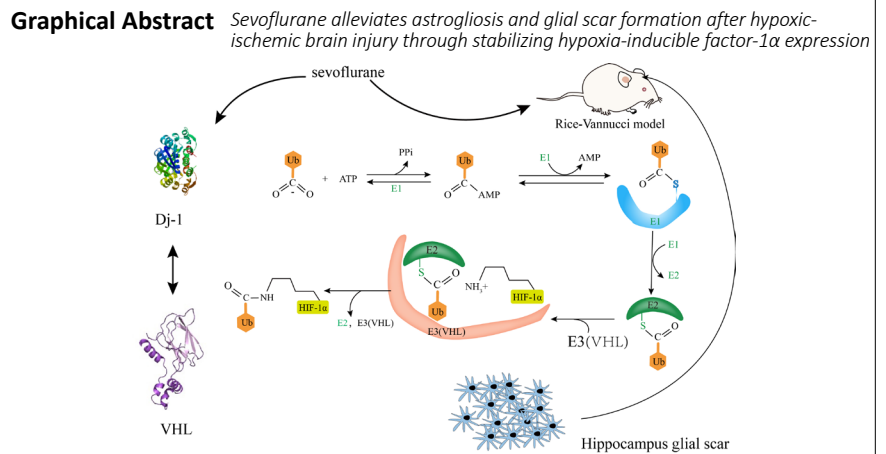 Graphical Abstract
Sevoflurane alleviates astrogliosis and glial scar formation after hypoxic-
ischemic brain injury through stabilizing hypoxia-inducible factor-1α expression
sevoflurane
Rice-Vannucci model
Dj-1
VHL
Ub
C
O
O
-
+
ATP
PPi
E1
Ub
C
O
AMP
E1
AMP
Ub
C
O
S
E1
E1
E2
E2
S
C
O
Ub
E3(VHL)
E2
S
C
O
Ub
E3(VHL)
NH3+
HIF-1α
E2, E3(VHL)
O
C
NH
Ub
HIF-1α
Hippocampus glial scar